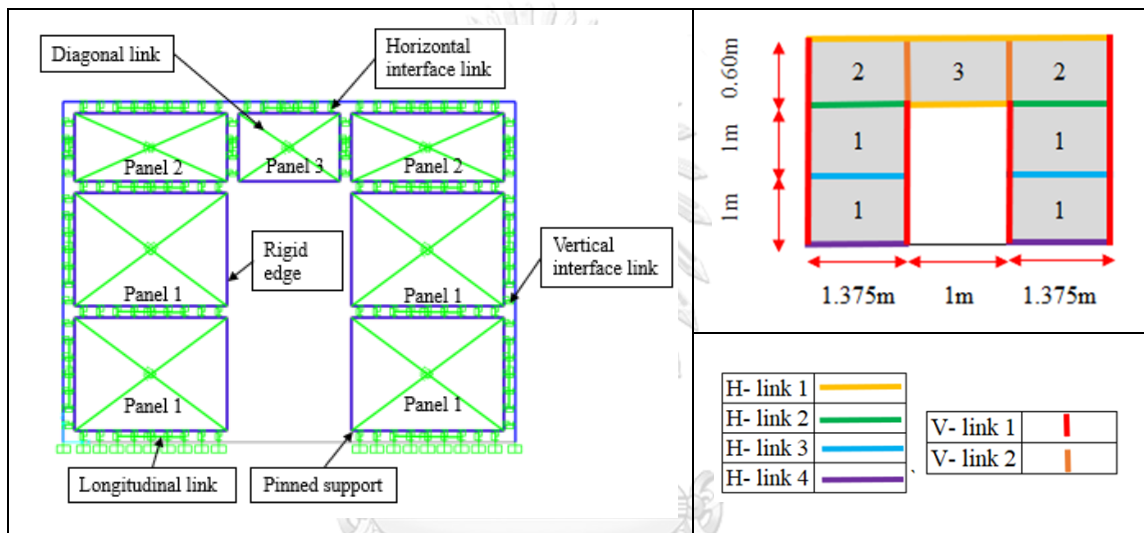 Diagonal link
Horizontal
interface link
Panel 2
Panel 3
Panel 2
Rigid
edge
Vertical
interface link
Panel 1
Panel 1
Panel 1
Panel 1
Longitudinal link
Pinned support
0.60m
1m
1m
2
3
2
1
1
1
1
1.375m
1m
1.375m
H- link 1
H- link 2
H- link 3
H- link 4
V- link 1
V- link 2